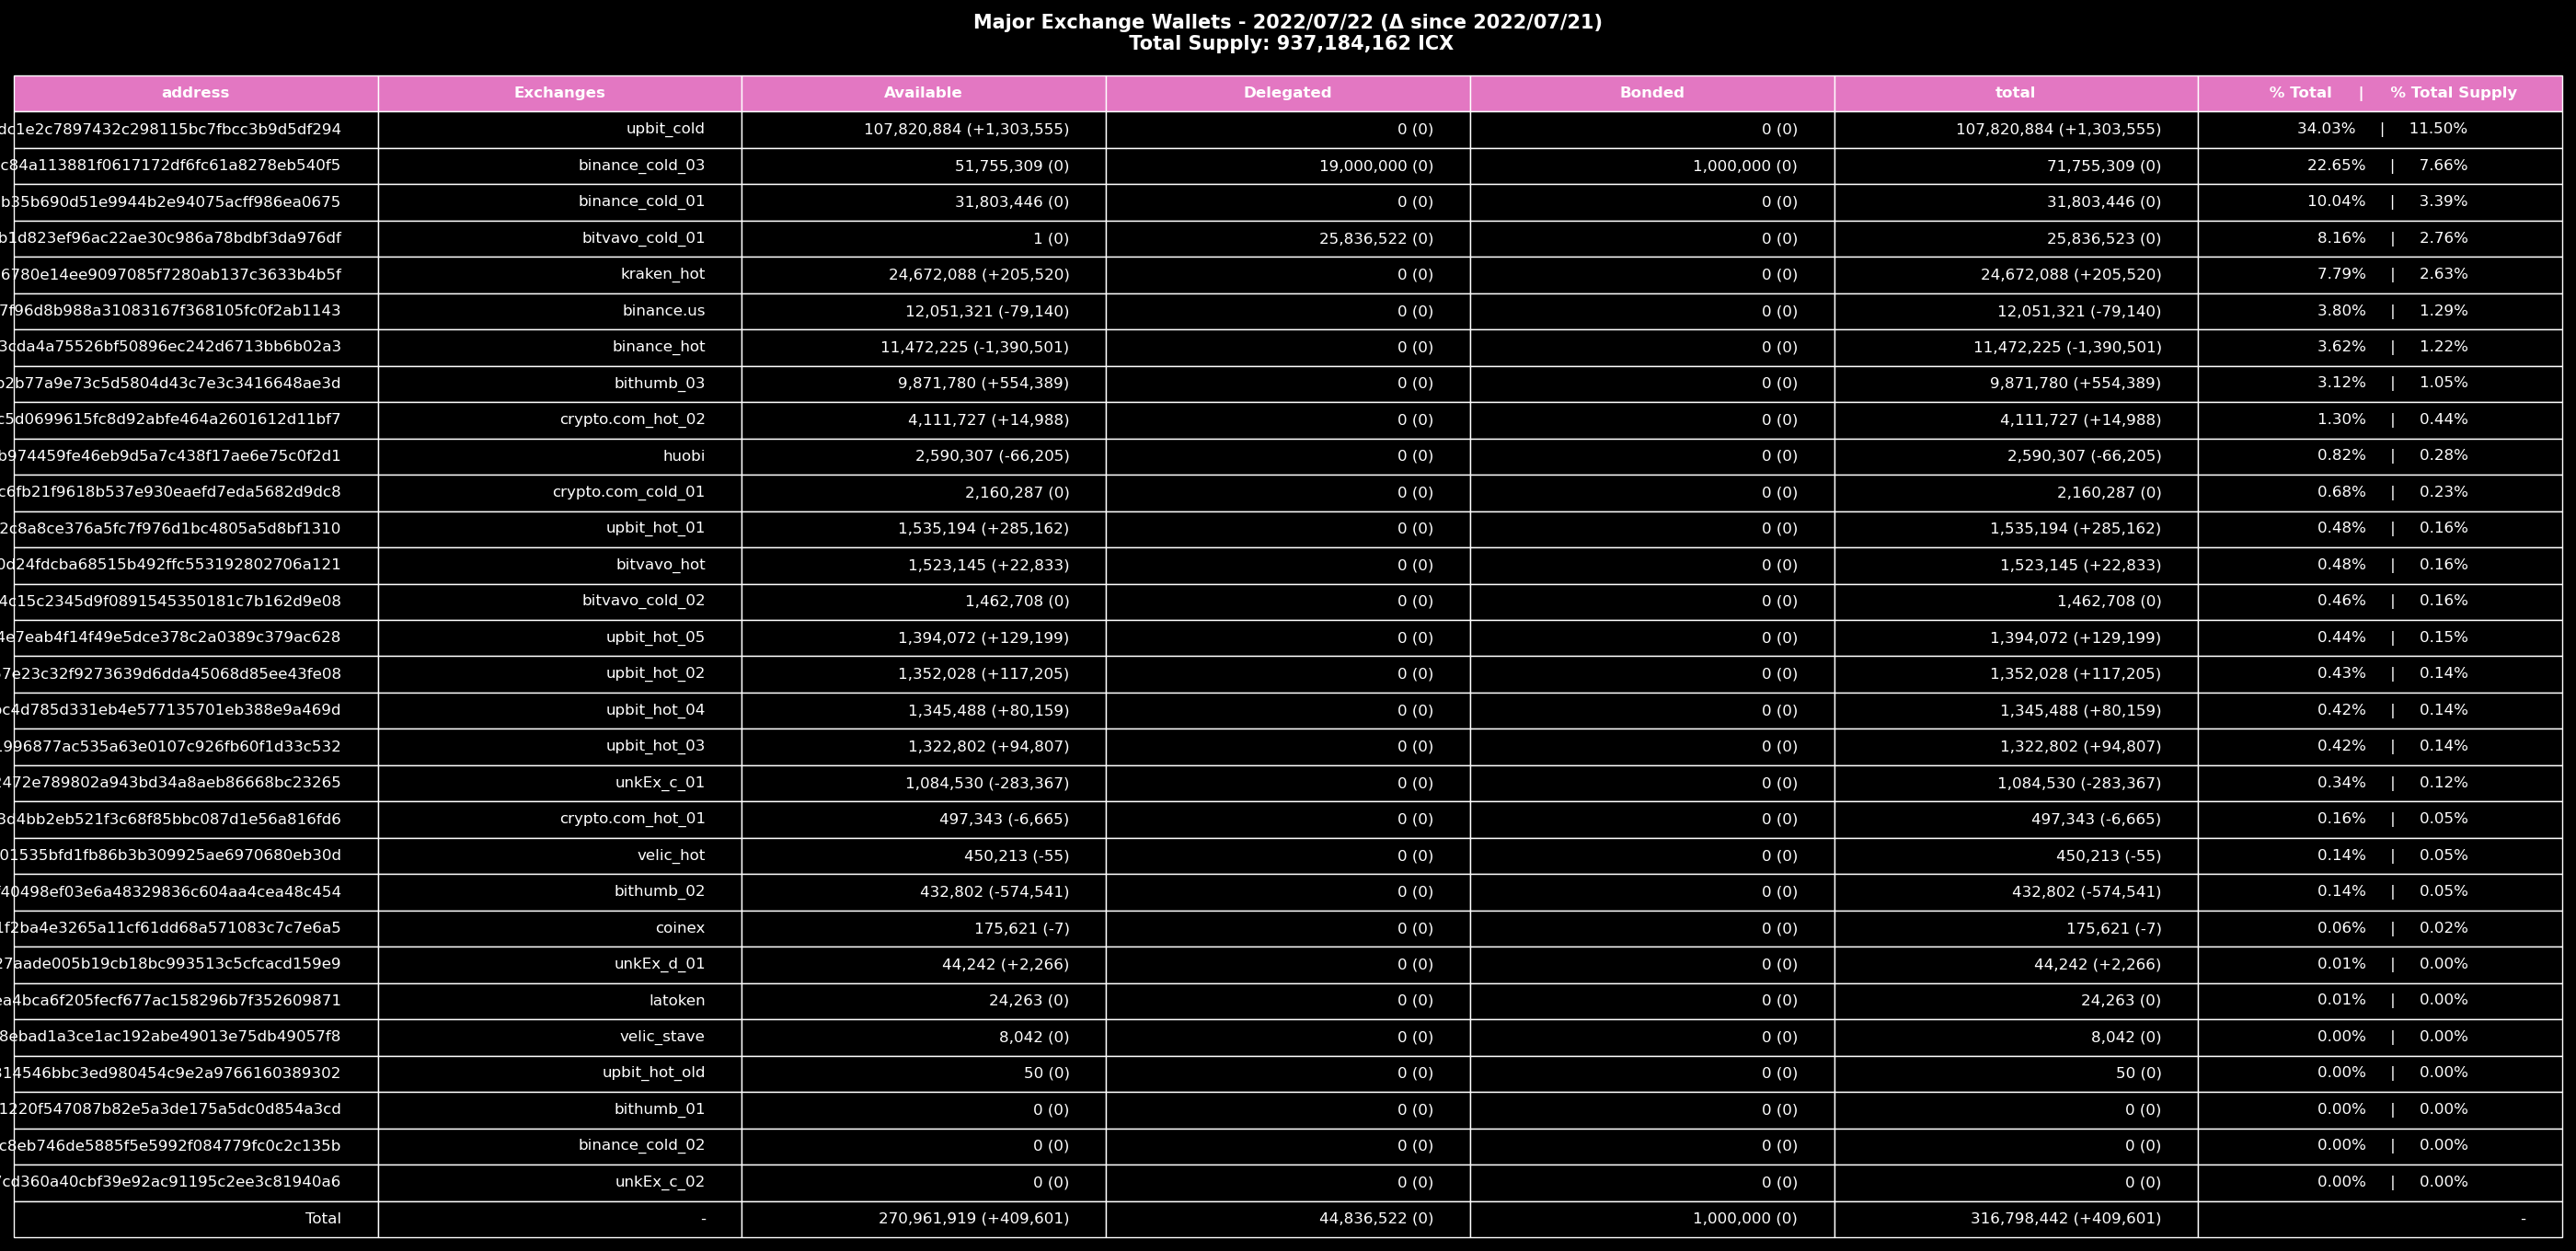 Major Exchange Wallets - 2022/07/22 (Δ since 2022/07/21)
Total Supply: 937,184,162 ICX
address Exchanges Available Delegated Bonded total % Total | % Total Supply
dc1e2c7897432c298115bc7fbcc3b9d5df294 upbit_cold 107,820,884 (+1,303,555) 0 (0) 0 (0) 107,820,884 (+1,303,555) 34.03% | 11.50%
c84a113881f0617172df6fc61a8278eb540f5 binance_cold_03 51,755,309 (0) 19,000,000 (0) 1,000,000 (0) 71,755,309 (0) 22.65% | 7.66%
b35b690d51e9944b2e94075acff986ea0675 binance_cold_01 31,803,446 (0) 0 (0) 0 (0) 31,803,446 (0) 10.04% | 3.39%
b1d823ef96ac22ae30c986a78bdbf3da976df bitvavo_cold_01 1 (0) 25,836,522 (0) 0 (0) 25,836,523 (0) 8.16% | 2.76%
6780e14ee9097085f7280ab137c3633b4b5f kraken_hot 24,672,088 (+205,520) 0 (0) 0 (0) 24,672,088 (+205,520) 7.79% | 2.63%
7f96d8b988a31083167f368105fc0f2ab1143 binance.us 12,051,321 (-79,140) 0 (0) 0 (0) 12,051,321 (-79,140) 3.80% | 1.29%
3cda4a75526bf50896ec242d6713bb6b02a3 binance_hot 11,472,225 (-1,390,501) 0 (0) 0 (0) 11,472,225 (-1,390,501) 3.62% | 1.22%
b2b77a9e73c5d5804d43c7e3c3416648ae3d bithumb_03 9,871,780 (+554,389) 0 (0) 0 (0) 9,871,780 (+554,389) 3.12% | 1.05%
c5d0699615fc8d92abfe464a2601612d11bf7 crypto.com_hot_02 4,111,727 (+14,988) 0 (0) 0 (0) 4,111,727 (+14,988) 1.30% | 0.44%
b974459fe46eb9d5a7c438f17ae6e75c0f2d1 huobi 2,590,307 (-66,205) 0 (0) 0 (0) 2,590,307 (-66,205) 0.82% | 0.28%
c6fb21f9618b537e930eaefd7eda5682d9dc8 crypto.com_cold_01 2,160,287 (0) 0 (0) 0 (0) 2,160,287 (0) 0.68% | 0.23%
2c8a8ce376a5fc7f976d1bc4805a5d8bf1310 upbit_hot_01 1,535,194 (+285,162) 0 (0) 0 (0) 1,535,194 (+285,162) 0.48% | 0.16%
0d24fdcba68515b492ffc553192802706a121 bitvavo_hot 1,523,145 (+22,833) 0 (0) 0 (0) 1,523,145 (+22,833) 0.48% | 0.16%
4c15c2345d9f0891545350181c7b162d9e08 bitvavo_cold_02 1,462,708 (0) 0 (0) 0 (0) 1,462,708 (0) 0.46% | 0.16%
4e7eab4f14f49e5dce378c2a0389c379ac628 upbit_hot_05 1,394,072 (+129,199) 0 (0) 0 (0) 1,394,072 (+129,199) 0.44% | 0.15%
7e23c32f9273639d6dda45068d85ee43fe08 upbit_hot_02 1,352,028 (+117,205) 0 (0) 0 (0) 1,352,028 (+117,205) 0.43% | 0.14%
c4d785d331eb4e577135701eb388e9a469d upbit_hot_04 1,345,488 (+80,159) 0 (0) 0 (0) 1,345,488 (+80,159) 0.42% | 0.14%
1996877ac535a63e0107c926fb60f1d33c532 upbit_hot_03 1,322,802 (+94,807) 0 (0) 0 (0) 1,322,802 (+94,807) 0.42% | 0.14%
2472e789802a943bd34a8aeb86668bc23265 unkEx_c_01 1,084,530 (-283,367) 0 (0) 0 (0) 1,084,530 (-283,367) 0.34% | 0.12%
3d4bb2eb521f3c68f85bbc087d1e56a816fd6 crypto.com_hot_01 497,343 (-6,665) 0 (0) 0 (0) 497,343 (-6,665) 0.16% | 0.05%
01535bfd1fb86b3b309925ae6970680eb30d velic_hot 450,213 (-55) 0 (0) 0 (0) 450,213 (-55) 0.14% | 0.05%
f40498ef03e6a48329836c604aa4cea48c454 bithumb_02 432,802 (-574,541) 0 (0) 0 (0) 432,802 (-574,541) 0.14% | 0.05%
1f2ba4e3265a11cf61dd68a571083c7c7e6a5 coinex 175,621 (-7) 0 (0) 0 (0) 175,621 (-7) 0.06% | 0.02%
27aade005b19cb18bc993513c5cfcacd159e9 unkEx_d_01 44,242 (+2,266) 0 (0) 0 (0) 44,242 (+2,266) 0.01% | 0.00%
ea4bca6f205fecf677ac158296b7f352609871 latoken 24,263 (0) 0 (0) 0 (0) 24,263 (0) 0.01% | 0.00%
8ebad1a3ce1ac192abe49013e75db49057f8 velic_stave 8,042 (0) 0 (0) 0 (0) 8,042 (0) 0.00% | 0.00%
314546bbc3ed980454c9e2a9766160389302 upbit_hot_old 50 (0) 0 (0) 0 (0) 50 (0) 0.00% | 0.00%
1220f547087b82e5a3de175a5dc0d854a3cd bithumb_01 0 (0) 0 (0) 0 (0) 0 (0) 0.00% | 0.00%
c8eb746de5885f5e5992f084779fc0c2c135b binance_cold_02 0 (0) 0 (0) 0 (0) 0 (0) 0.00% | 0.00%
cd360a40cbf39e92ac91195c2ee3c81940a6 unkEx_c_02 0 (0) 0 (0) 0 (0) 0 (0) 0.00% | 0.00%
Total - 270,961,919 (+409,601) 44,836,522 (0) 1,000,000 (0) 316,798,442 (+409,601) -